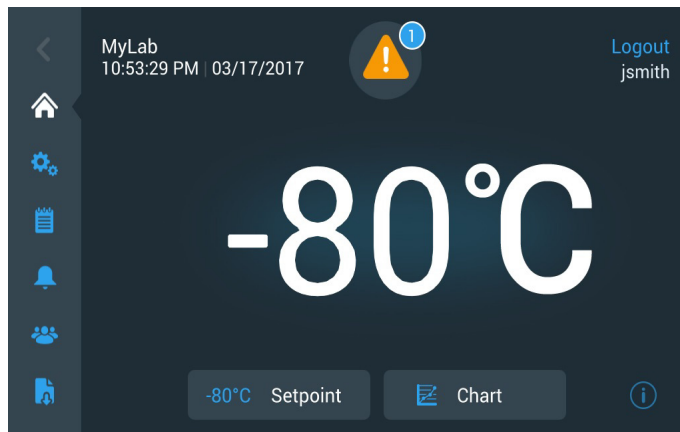 MyLab
10:53:29 PM | 03/17/2017
1
Logout
jsmith
-80°C
-80°C Setpoint
Chart